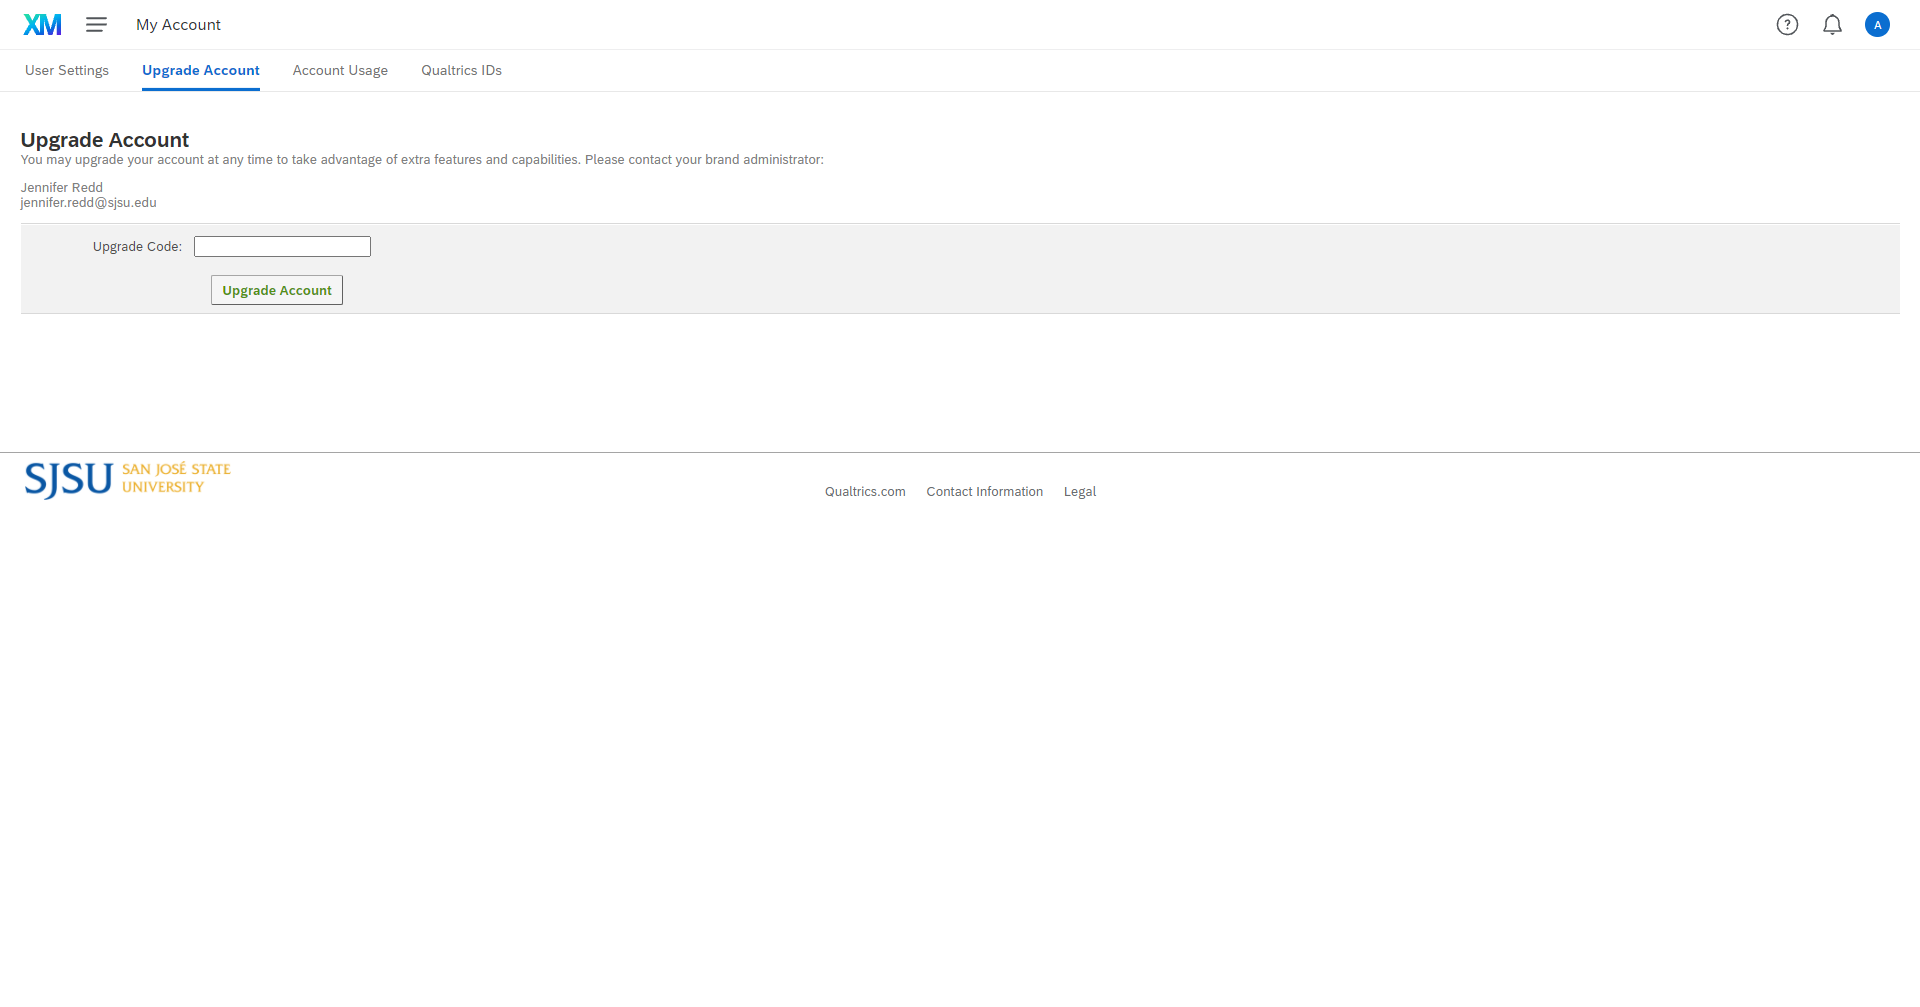 XM
My Account
?
A
User Settings
Upgrade Account
Account Usage
Qualtrics IDs
Upgrade Account
You may upgrade your account at any time to take advantage of extra features and capabilities. Please contact your brand administrator:
Jennifer Redd
jennifer.redd@sjsu.edu
Upgrade Code:
Upgrade Account
SJSU SAN JOSÉ STATE
UNIVERSITY
Qualtrics.com
Contact Information
Legal